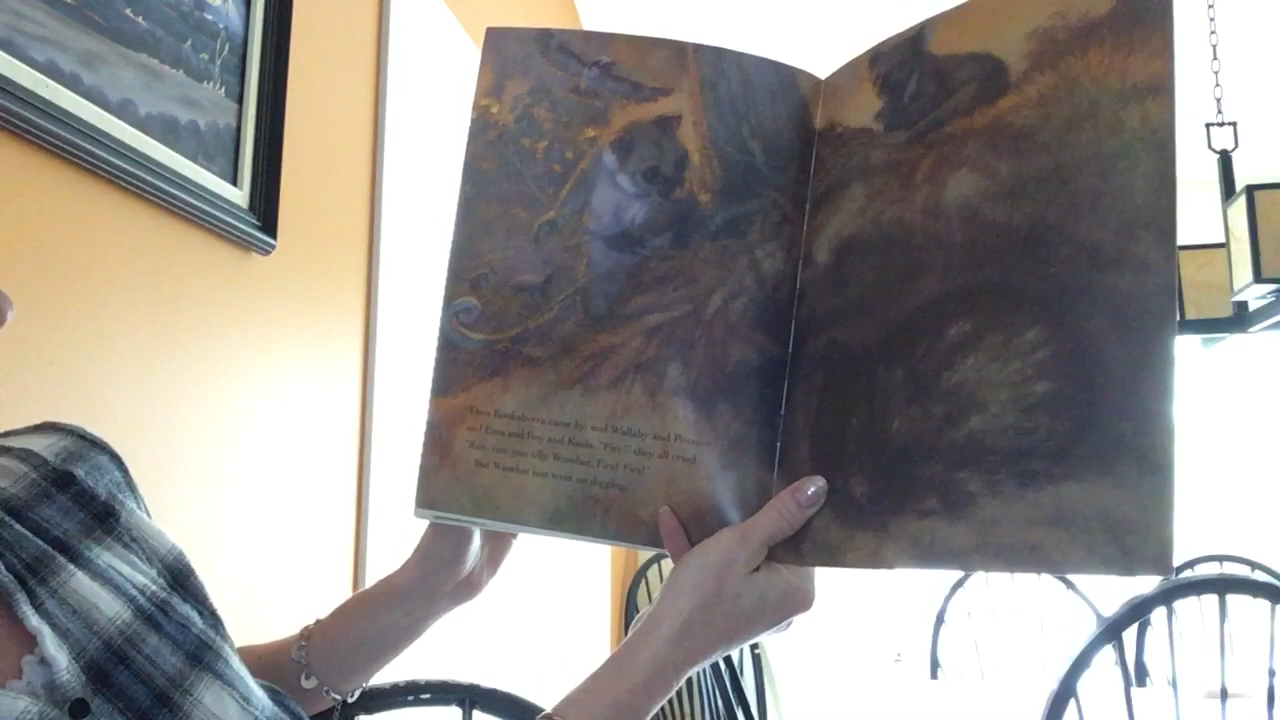 Then Kookaburra came by, and Wallaby and Possum
and Emu and Dog and Koala. "Fire!" they all cried.
"Run, run, you silly Wombat. Fire! Fire!"
But Wombat just went on digging.